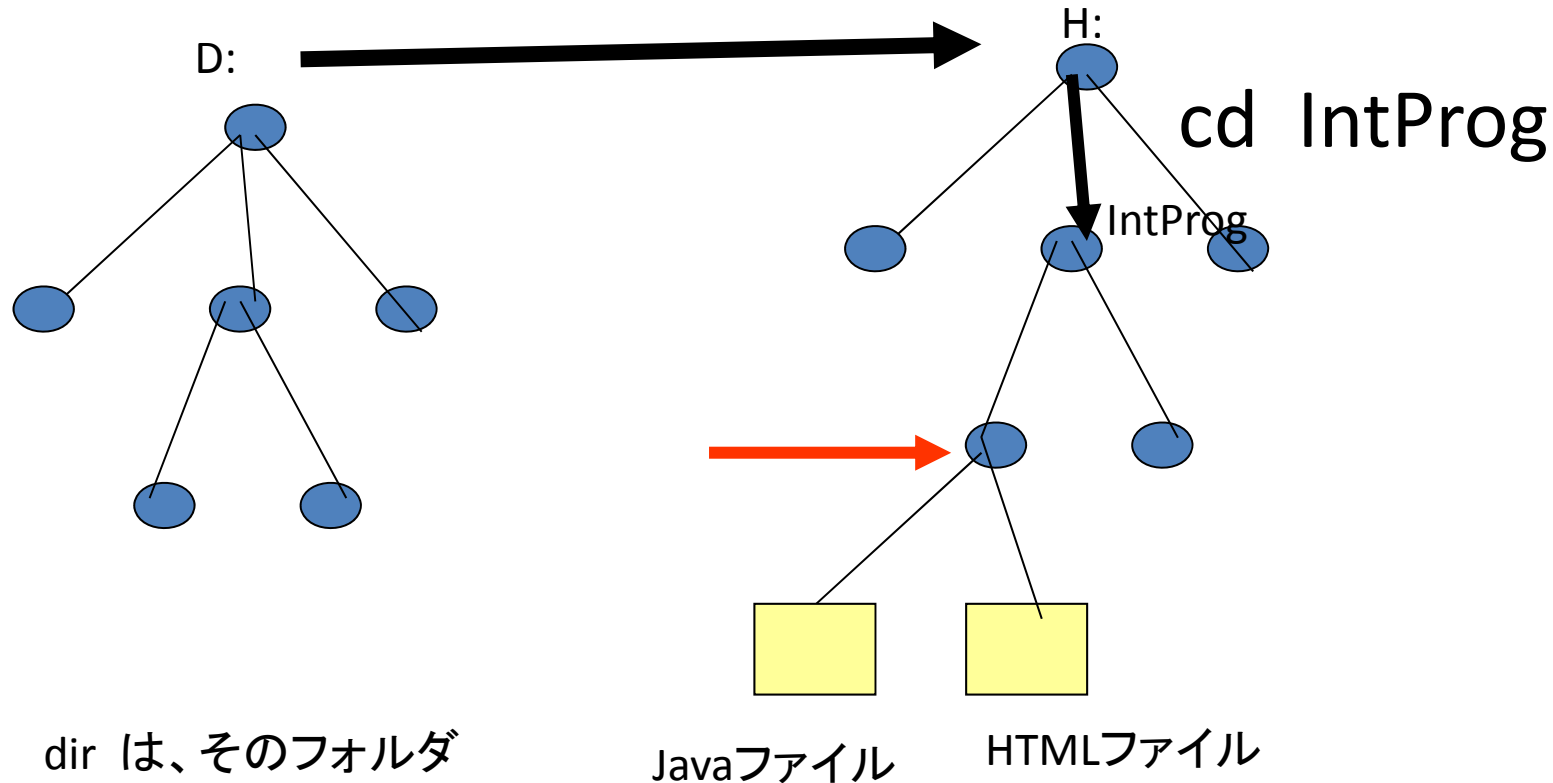 D:
H:
cd IntProg
IntProg
dir は、そのフォルダ
Javaファイル
HTMLファイル